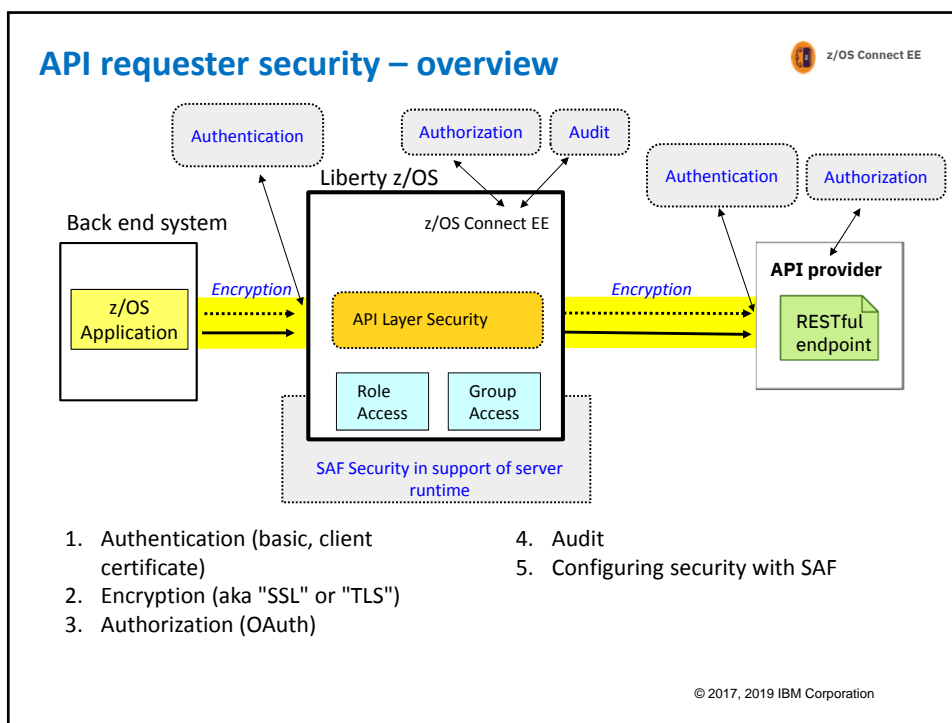 API requester security – overview
z/OS Connect EE
Authentication
Authorization
Audit
Authentication
Authorization
Liberty z/OS
z/OS Connect EE
Back end system
Encryption
z/OS
Application
API Layer Security
Encryption
API provider
RESTful
endpoint
Role
Access
Group
Access
SAF Security in support of server
runtime
1. Authentication (basic, client
certificate)
2. Encryption (aka "SSL" or "TLS")
3. Authorization (OAuth)
4. Audit
5. Configuring security with SAF
© 2017, 2019 IBM Corporation